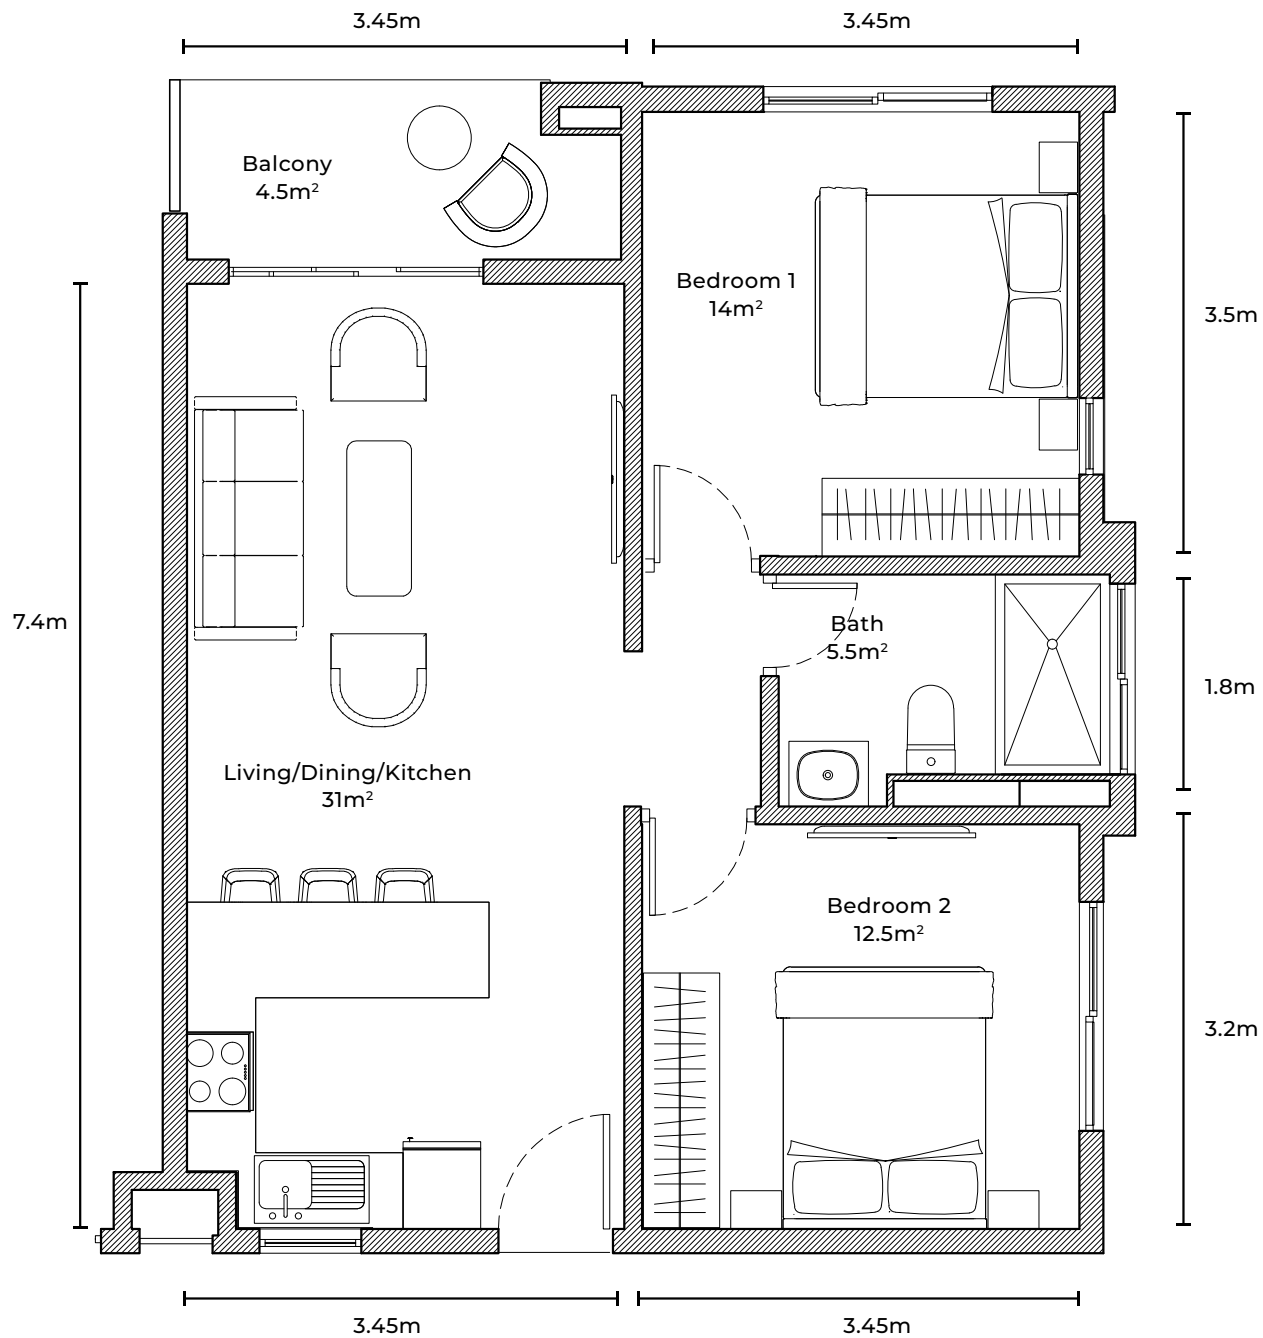 3.45m
3.45m
Balcony
4.5m²
Bedroom 1
14m²
3.5m
7.4m
Bath
5.5m²
1.8m
Living/Dining/Kitchen
31m²
Bedroom 2
12.5m²
3.2m
3.45m
3.45m